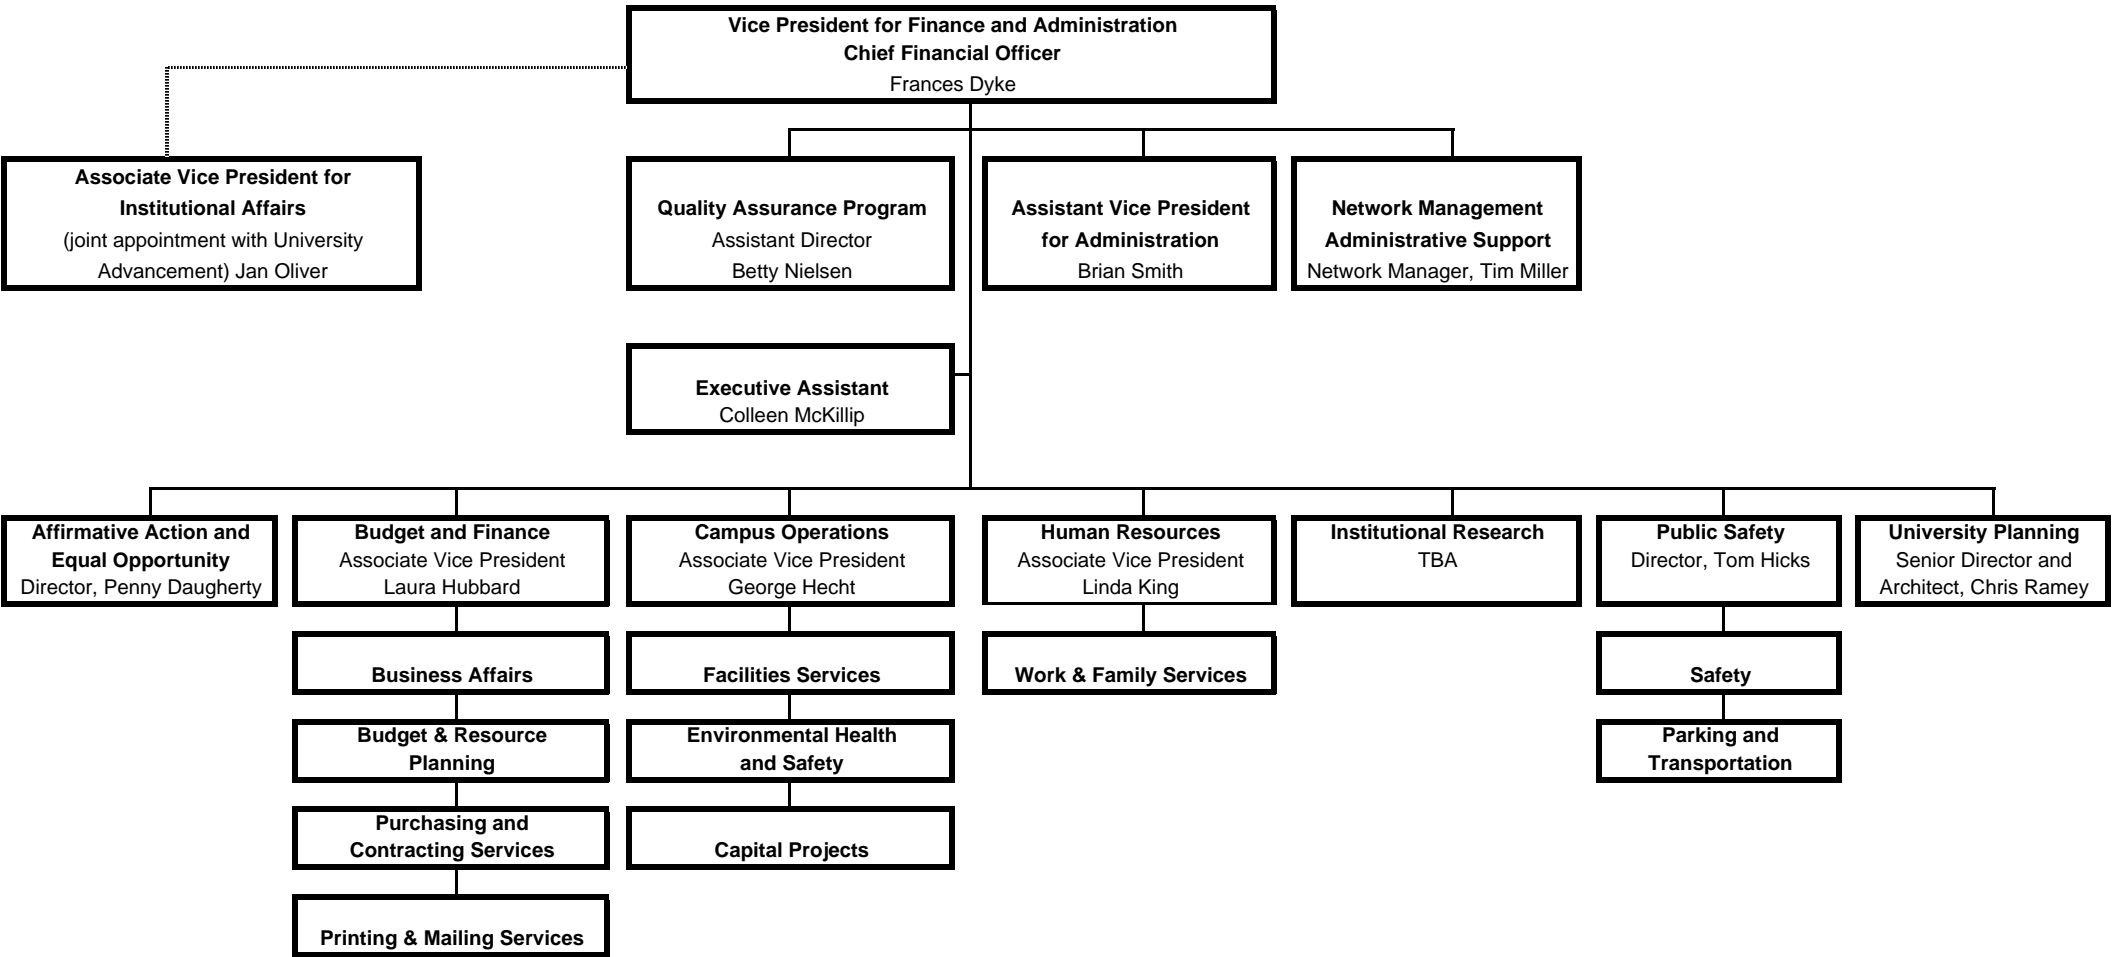 Vice President for Finance and Administration
Chief Financial Officer
Frances Dyke
Associate Vice President for
Institutional Affairs
(joint appointment with University
Advancement) Jan Oliver
Quality Assurance Program
Assistant Director
Betty Nielsen
Assistant Vice President
for Administration
Brian Smith
Network Management
Administrative Support
Network Manager, Tim Miller
Executive Assistant
Colleen McKillip
Affirmative Action and
Equal Opportunity
Director, Penny Daugherty
Budget and Finance
Associate Vice President
Laura Hubbard
Campus Operations
Associate Vice President
George Hecht
Human Resources
Associate Vice President
Linda King
Institutional Research
TBA
Public Safety
Director, Tom Hicks
University Planning
Senior Director and
Architect, Chris Ramey
Business Affairs
Facilities Services
Work & Family Services
Safety
Budget & Resource
Planning
Environmental Health
and Safety
Parking and
Transportation
Purchasing and
Contracting Services
Capital Projects
Printing & Mailing Services